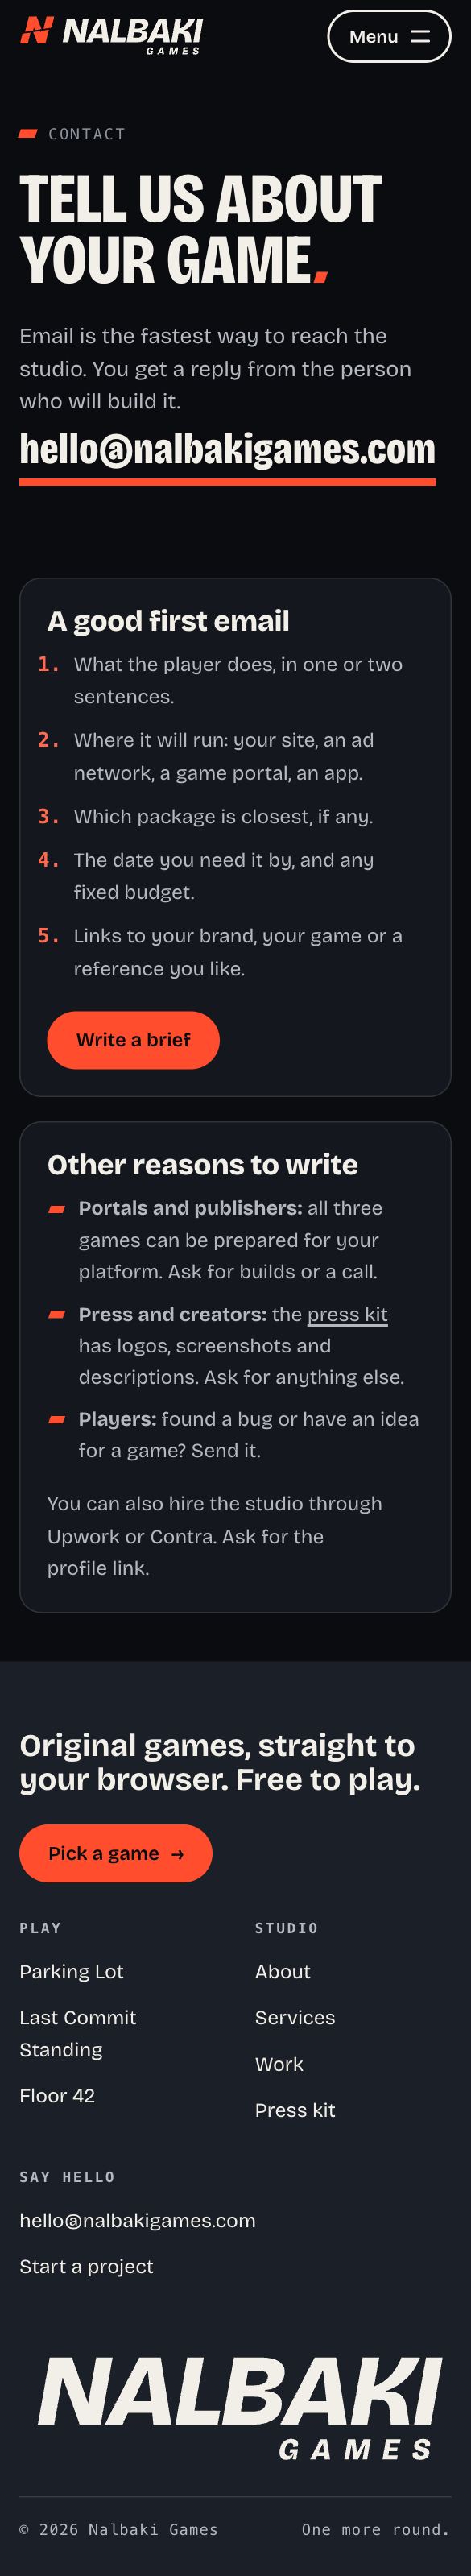 NALBAKI
GAMES
Menu
CONTACT
TELL US ABOUT
YOUR GAME.
Email is the fastest way to reach the
studio. You get a reply from the person
who will build it.
hello@nalbakigames.com
A good first email
1. What the player does, in one or two
sentences.
2. Where it will run: your site, an ad
network, a game portal, an app.
3. Which package is closest, if any.
4. The date you need it by, and any
fixed budget.
5. Links to your brand, your game or a
reference you like.
Write a brief
Other reasons to write
Portals and publishers: all three
games can be prepared for your
platform. Ask for builds or a call.
Press and creators: the press kit
has logos, screenshots and
descriptions. Ask for anything else.
Players: found a bug or have an idea
for a game? Send it.
You can also hire the studio through
Upwork or Contra. Ask for the
profile link.
Original games, straight to
your browser. Free to play.
Pick a game →
PLAY
Parking Lot
Last Commit
Standing
Floor 42
STUDIO
About
Services
Work
Press kit
SAY HELLO
hello@nalbakigames.com
Start a project
NALBAKI
GAMES
© 2026 Nalbaki Games
One more round.